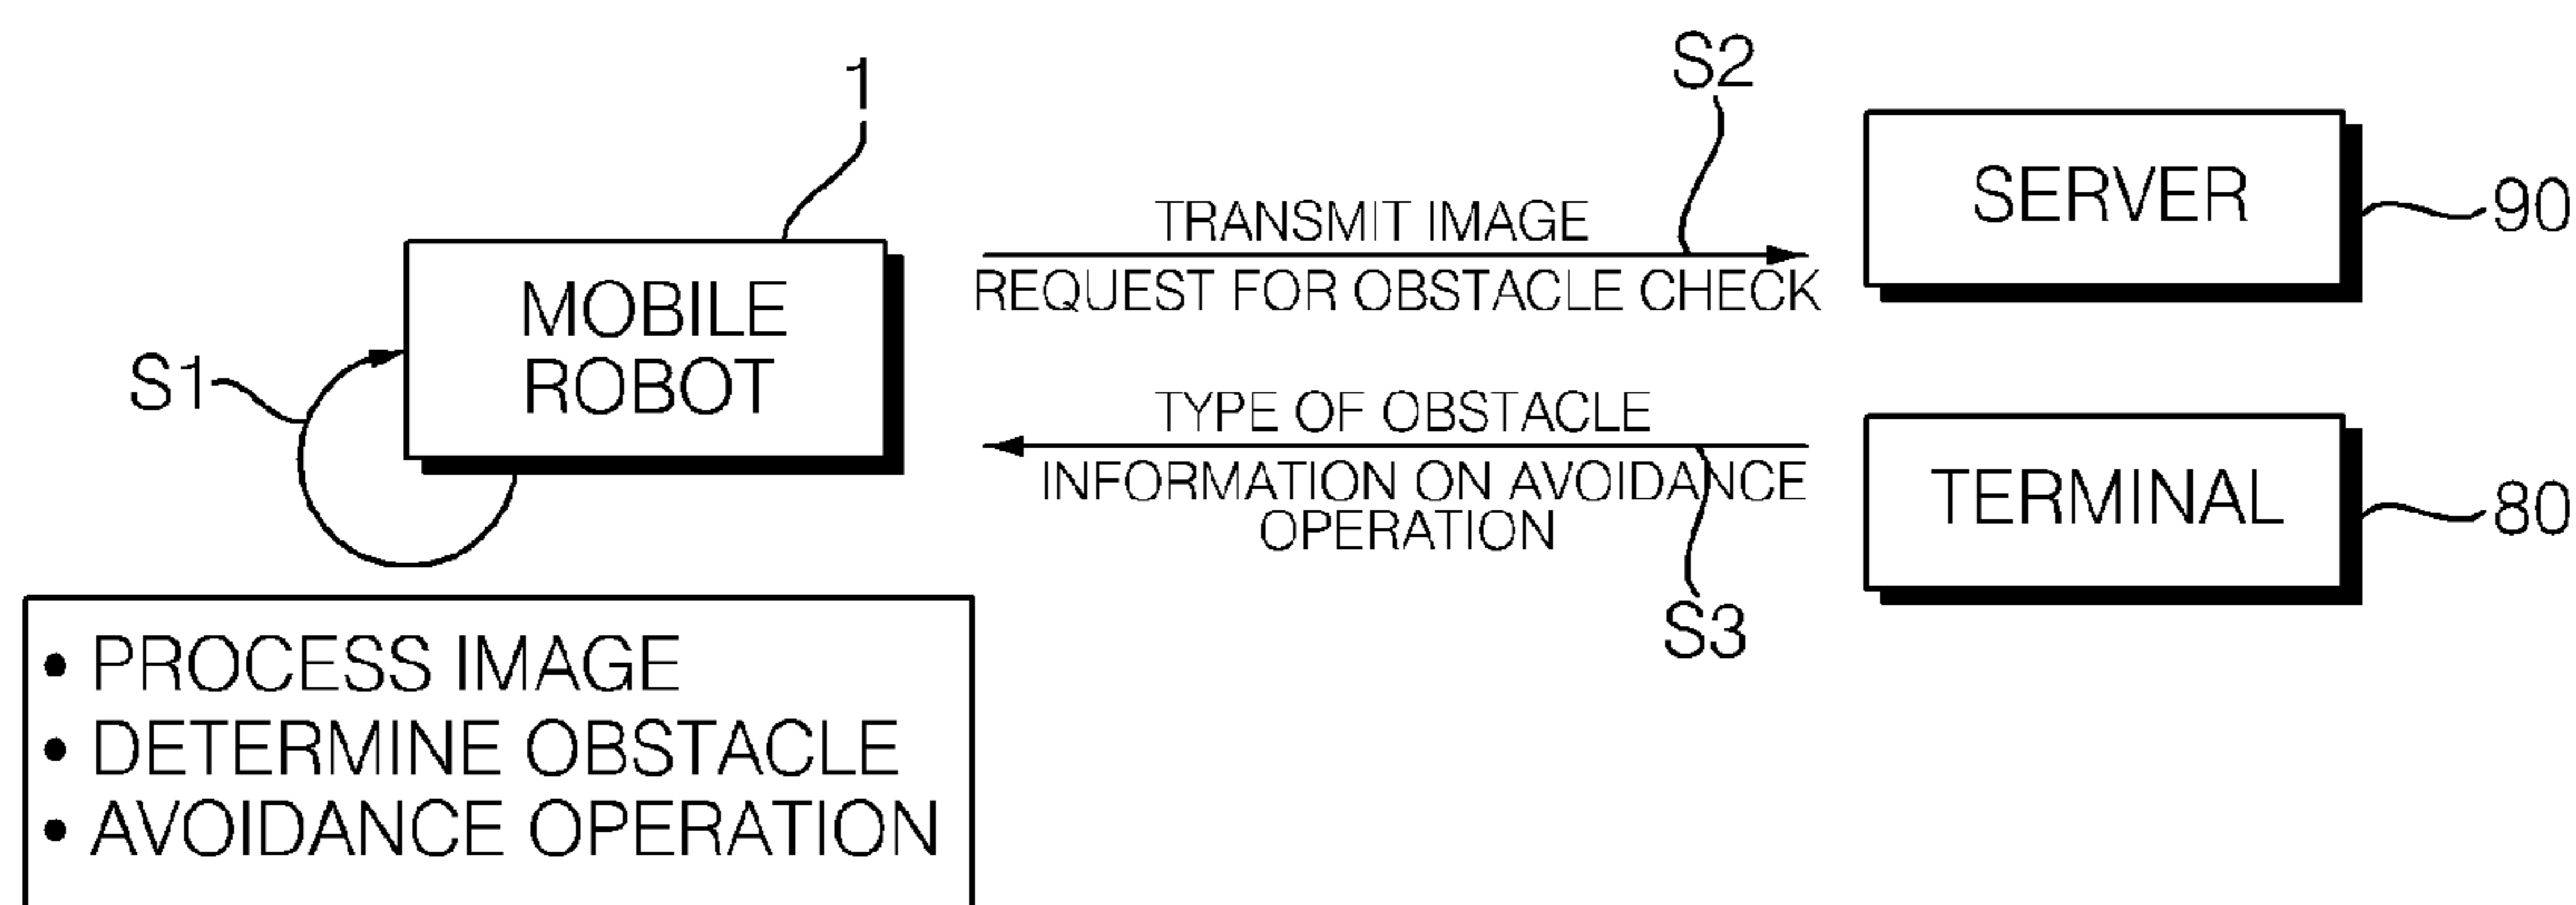 1
S2
SERVER
90
TRANSMIT IMAGE
REQUEST FOR OBSTACLE CHECK
MOBILE
ROBOT
S1
TYPE OF OBSTACLE
INFORMATION ON AVOIDANCE
OPERATION
S3
TERMINAL
80
• PROCESS IMAGE
• DETERMINE OBSTACLE
• AVOIDANCE OPERATION